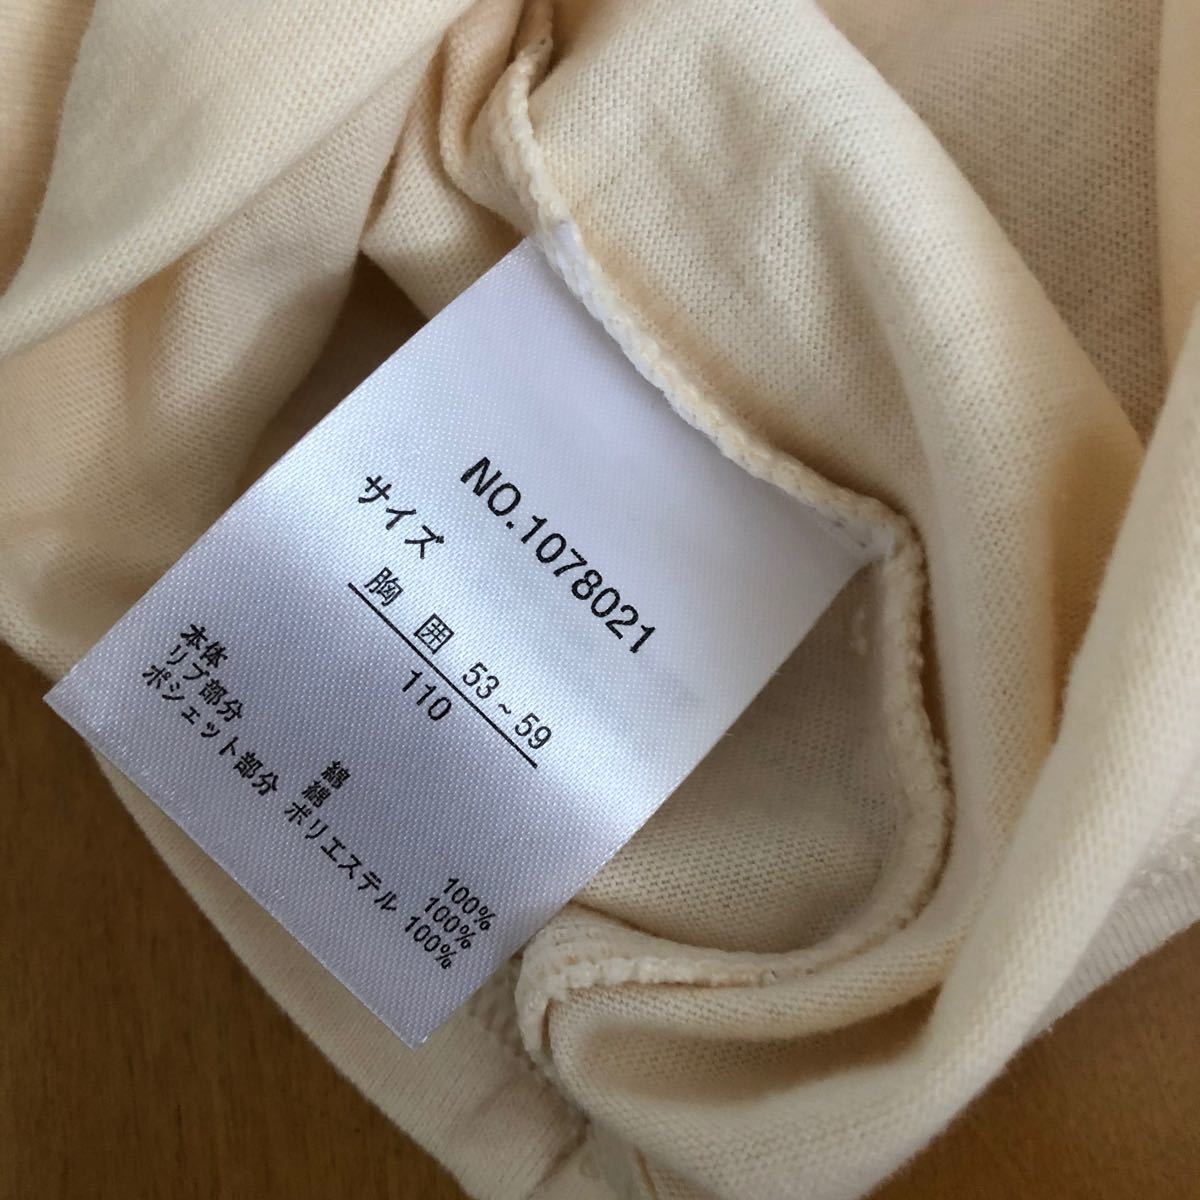 NO.1078021
サイズ
胸囲 53~59
110
本体 綿 100%
リブ部分 綿 100%
ポシェット部分 ポリエステル 100%